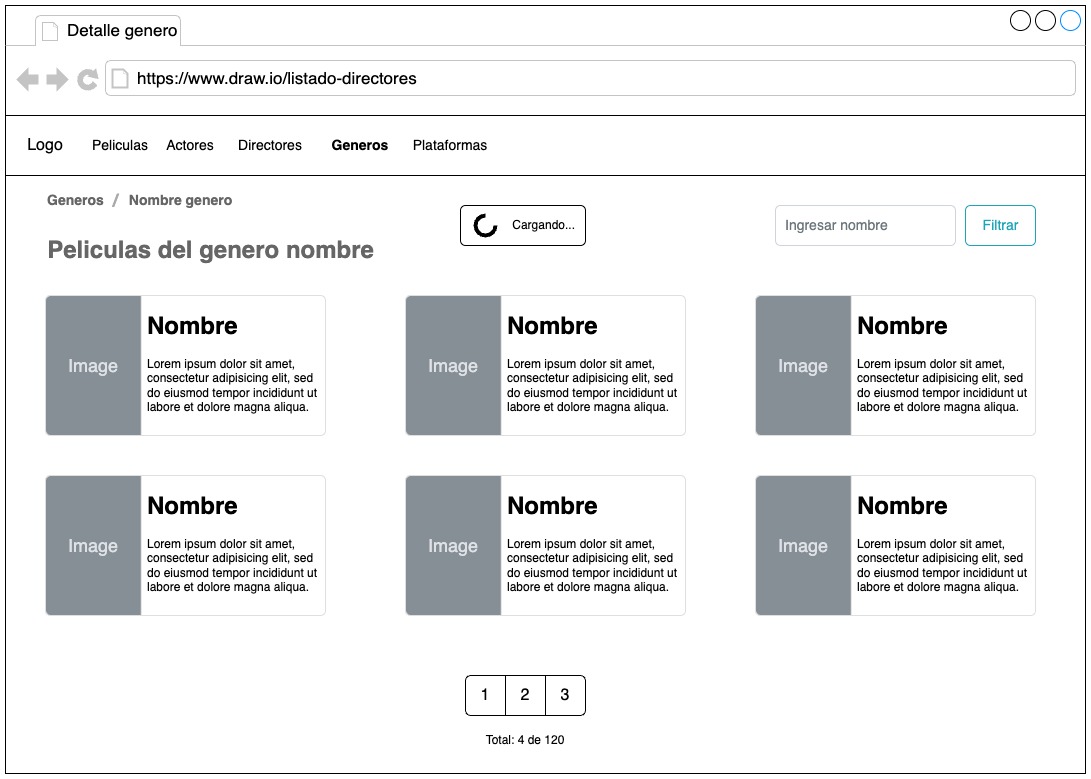 Detalle genero
https://www.draw.io/listado-directores
Logo Peliculas Actores Directores Generos Plataformas
Generos / Nombre genero
Cargando...
Ingresar nombre
Filtrar
Peliculas del genero nombre
Image
Nombre
Lorem ipsum dolor sit amet,
consectetur adipisicing elit, sed
do eiusmod tempor incididunt ut
labore et dolore magna aliqua.
Image
Nombre
Lorem ipsum dolor sit amet,
consectetur adipisicing elit, sed
do eiusmod tempor incididunt ut
labore et dolore magna aliqua.
Image
Nombre
Lorem ipsum dolor sit amet,
consectetur adipisicing elit, sed
do eiusmod tempor incididunt ut
labore et dolore magna aliqua.
Image
Nombre
Lorem ipsum dolor sit amet,
consectetur adipisicing elit, sed
do eiusmod tempor incididunt ut
labore et dolore magna aliqua.
Image
Nombre
Lorem ipsum dolor sit amet,
consectetur adipisicing elit, sed
do eiusmod tempor incididunt ut
labore et dolore magna aliqua.
Image
Nombre
Lorem ipsum dolor sit amet,
consectetur adipisicing elit, sed
do eiusmod tempor incididunt ut
labore et dolore magna aliqua.
1 2 3
Total: 4 de 120